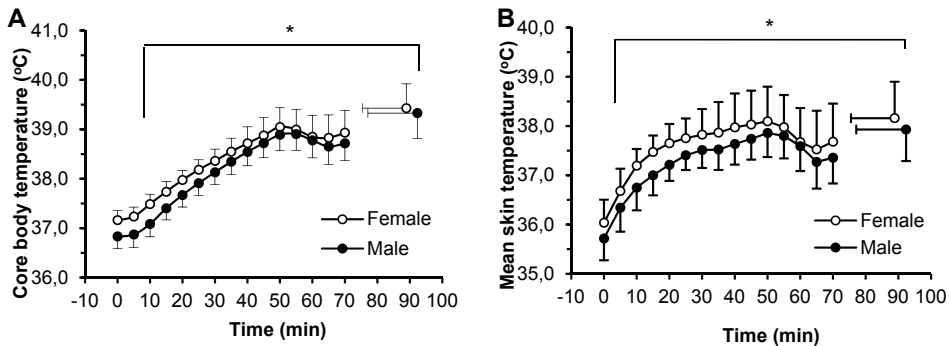 A
Core body temperature (ºC)
41,0
40,0
39,0
38,0
37,0
36,0
*
Female
Male
-10 0 10 20 30 40 50 60 70 80 90 100
Time (min)
B
Mean skin temperature (ºC)
40,0
39,0
38,0
37,0
36,0
35,0
*
Female
Male
-10 0 10 20 30 40 50 60 70 80 90 100
Time (min)